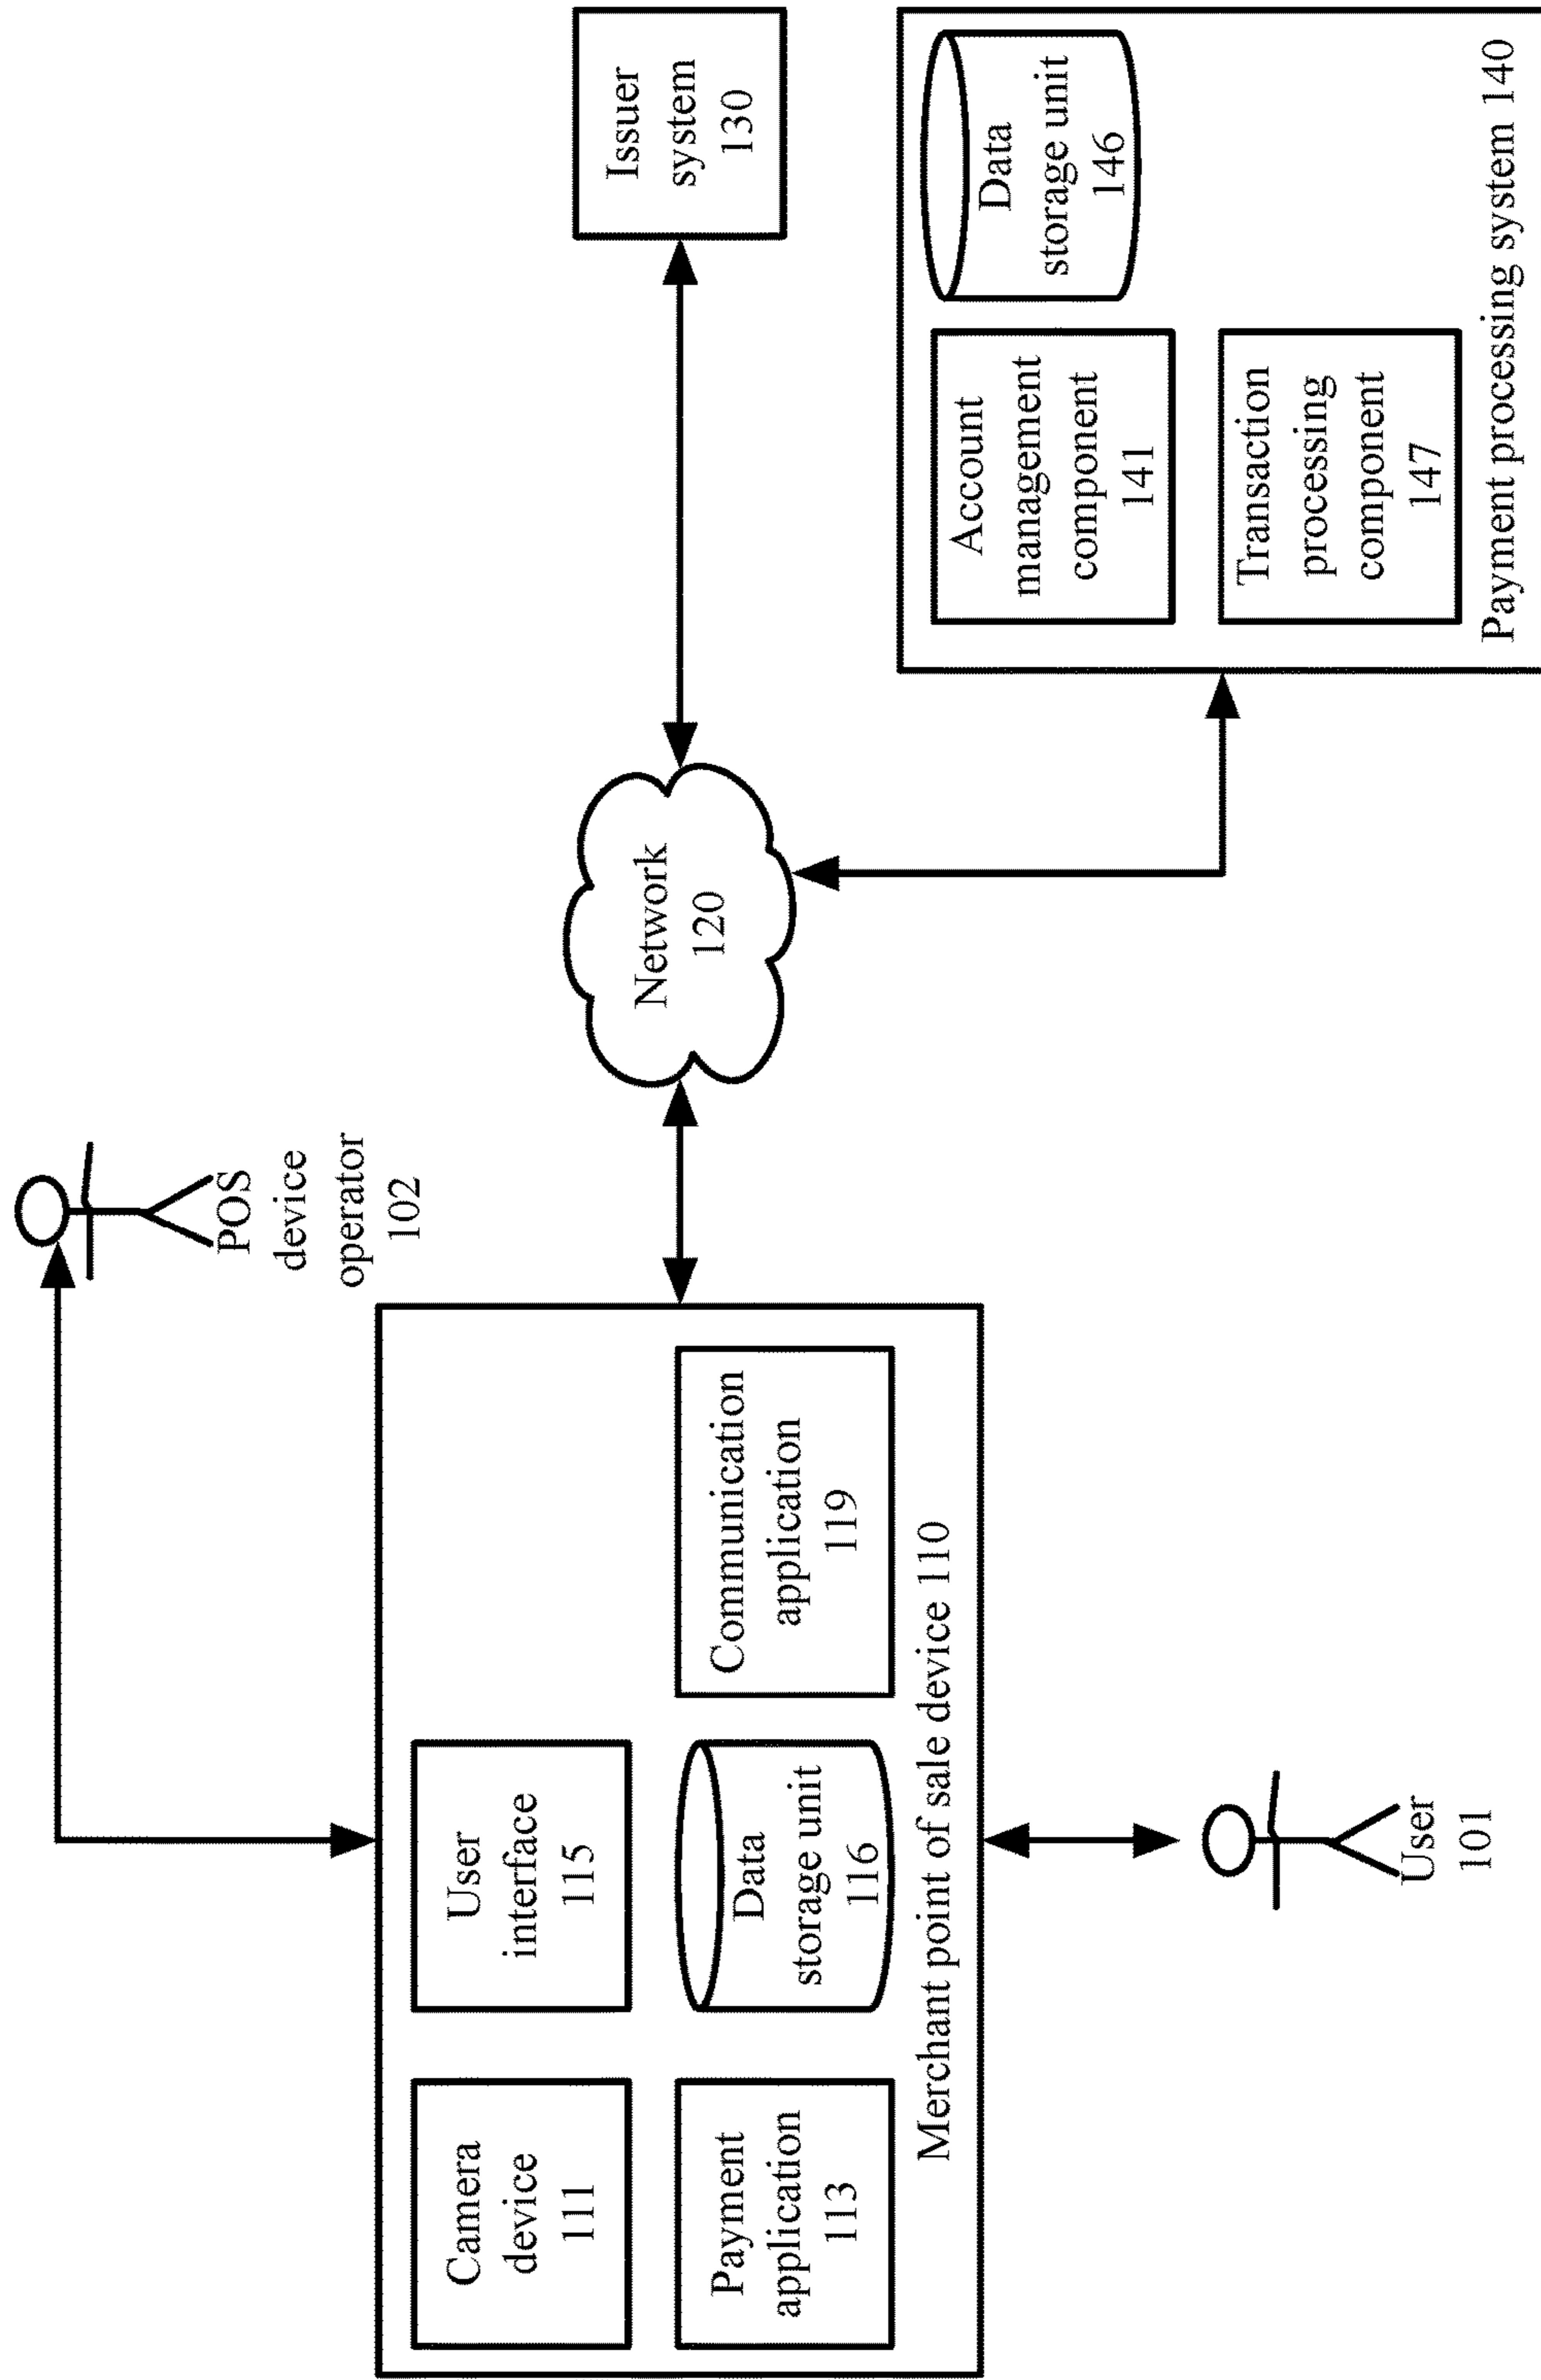 POS
device
operator
102
Camera
device
111
User
interface
115
Payment
application
113
Data
storage unit
116
Communication
application
119
Merchant point of sale device 110
User
101
Network
120
Issuer
system
130
Account
management
component
141
Data
storage unit
146
Transaction
processing
component
147
Payment processing system 140